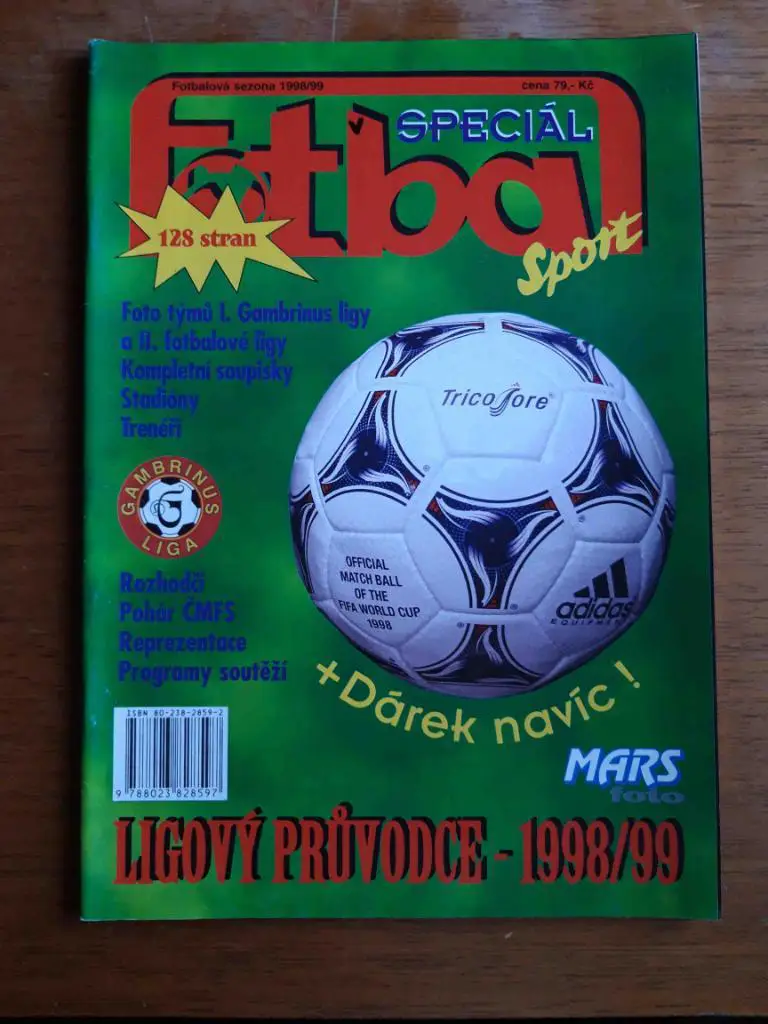 Fotbalová sezona 1998/99
cena 79,- Kč
SPECIÁL
Fotbal
Sport
128 stran
Foto týmů I. Gambrinus ligy
a II. fotbalové ligy
Kompletní soupisky
Stadióny
Trenéři
GAMBRINUS
LIGA
Rozhodčí
Pohár ČMFS
Reprezentace
Programy soutěží
Tricolore
OFFICIAL
MATCH BALL
OF THE
FIFA WORLD CUP
1998
adidas
EQUIPMENT
+Dárek navíc!
ISBN 80-238-2859-2
9 788023 828597
MARS
foto
LIGOVÝ PRŮVODCE - 1998/99